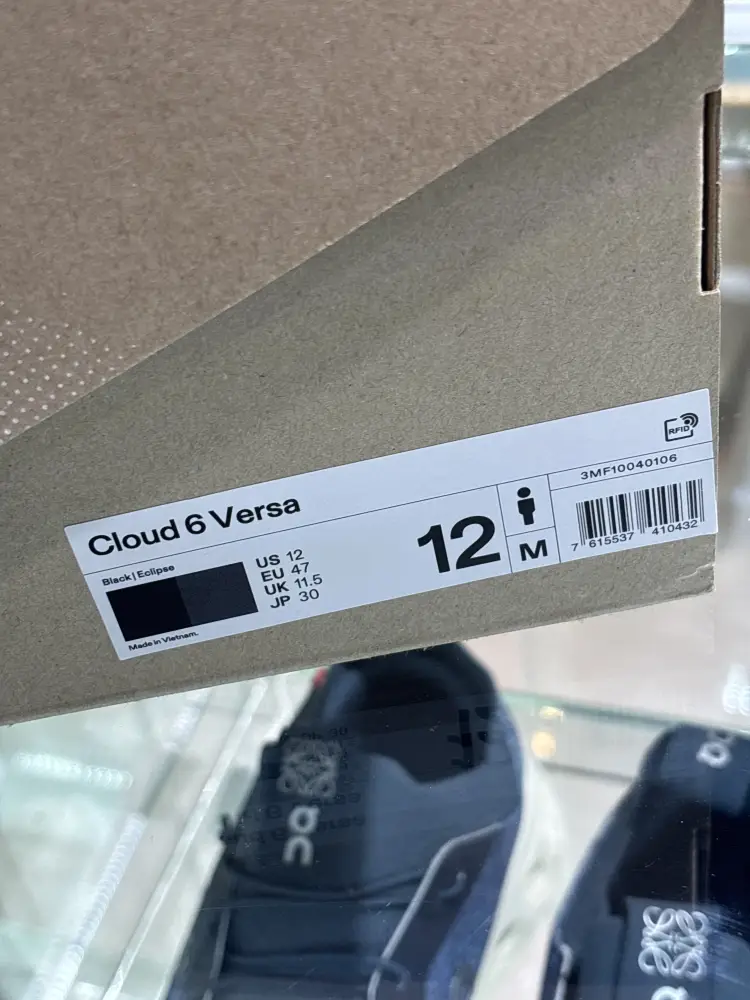 RFID
3MF10040106
Cloud 6 Versa
Black | Eclipse
US 12
EU 47
UK 11.5
JP 30
12
M
7 615537 410432
Made in Vietnam.